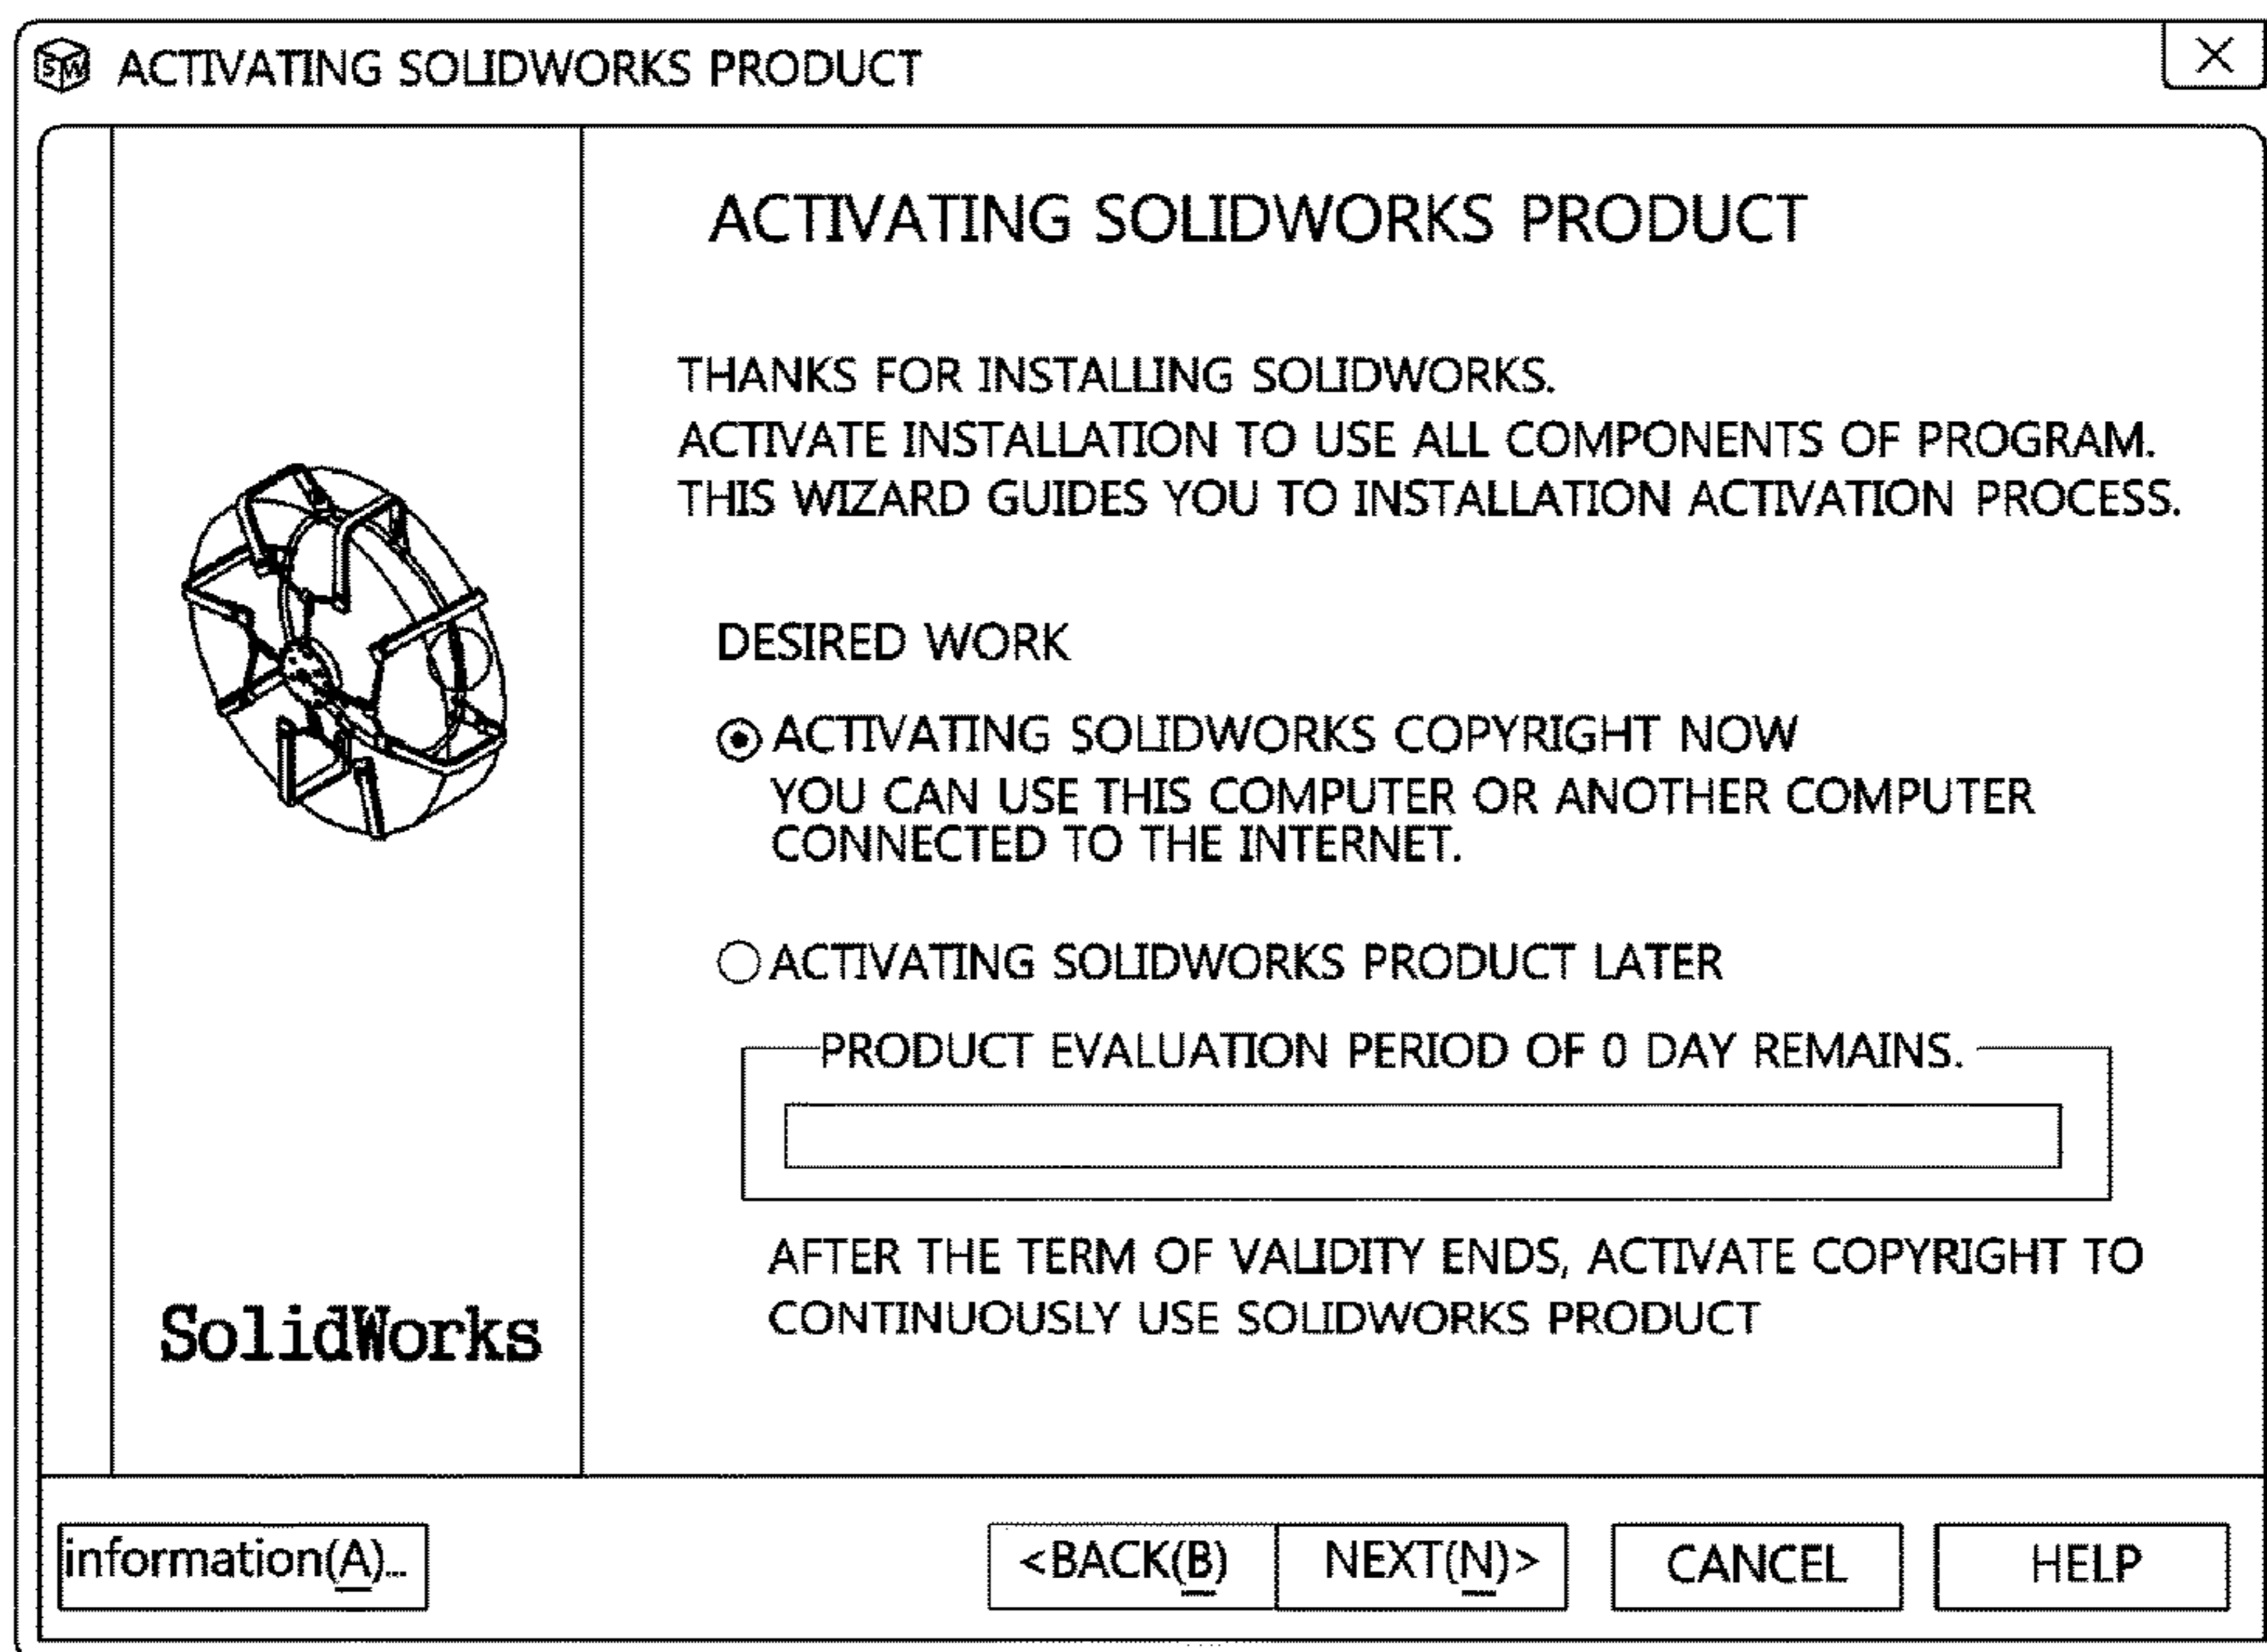 SW ACTIVATING SOLIDWORKS PRODUCT X
ACTIVATING SOLIDWORKS PRODUCT
THANKS FOR INSTALLING SOLIDWORKS.
ACTIVATE INSTALLATION TO USE ALL COMPONENTS OF PROGRAM.
THIS WIZARD GUIDES YOU TO INSTALLATION ACTIVATION PROCESS.
DESIRED WORK
ACTIVATING SOLIDWORKS COPYRIGHT NOW
YOU CAN USE THIS COMPUTER OR ANOTHER COMPUTER
CONNECTED TO THE INTERNET.
ACTIVATING SOLIDWORKS PRODUCT LATER
PRODUCT EVALUATION PERIOD OF 0 DAY REMAINS.
AFTER THE TERM OF VALIDITY ENDS, ACTIVATE COPYRIGHT TO
CONTINUOUSLY USE SOLIDWORKS PRODUCT
SolidWorks
information(A)... <BACK(B) NEXT(N)> CANCEL HELP